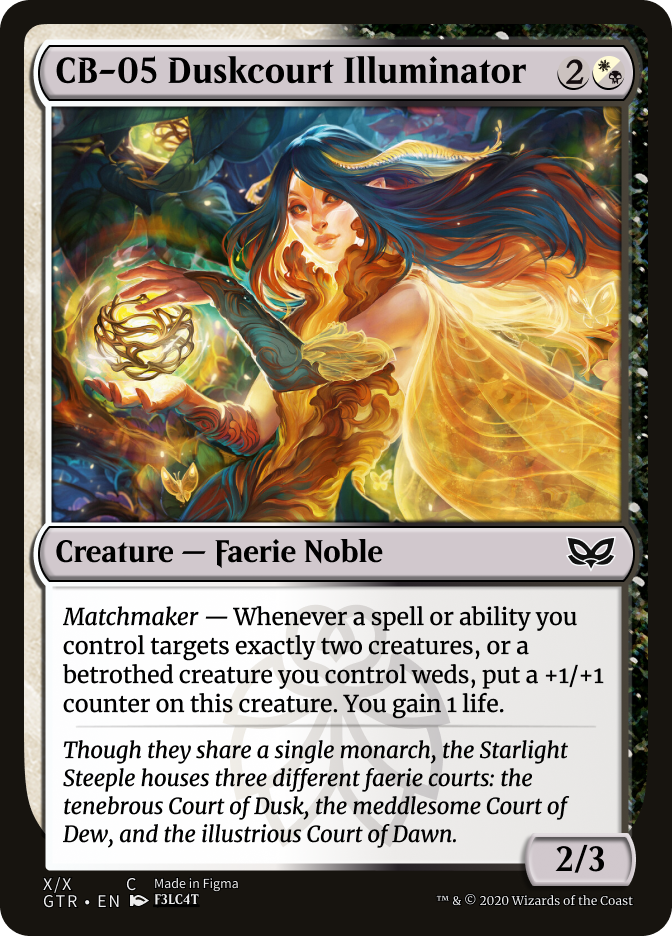 CB-05 Duskcourt Illuminator 2
Creature — Faerie Noble
Matchmaker — Whenever a spell or ability you
control targets exactly two creatures, or a
betrothed creature you control weds, put a +1/+1
counter on this creature. You gain 1 life.
Though they share a single monarch, the Starlight
Steeple houses three different faerie courts: the
tenebrous Court of Dusk, the meddlesome Court of
Dew, and the illustrious Court of Dawn.
2/3
X/X C Made in Figma
GTR • EN F3LC4T ™ & © 2020 Wizards of the Coast